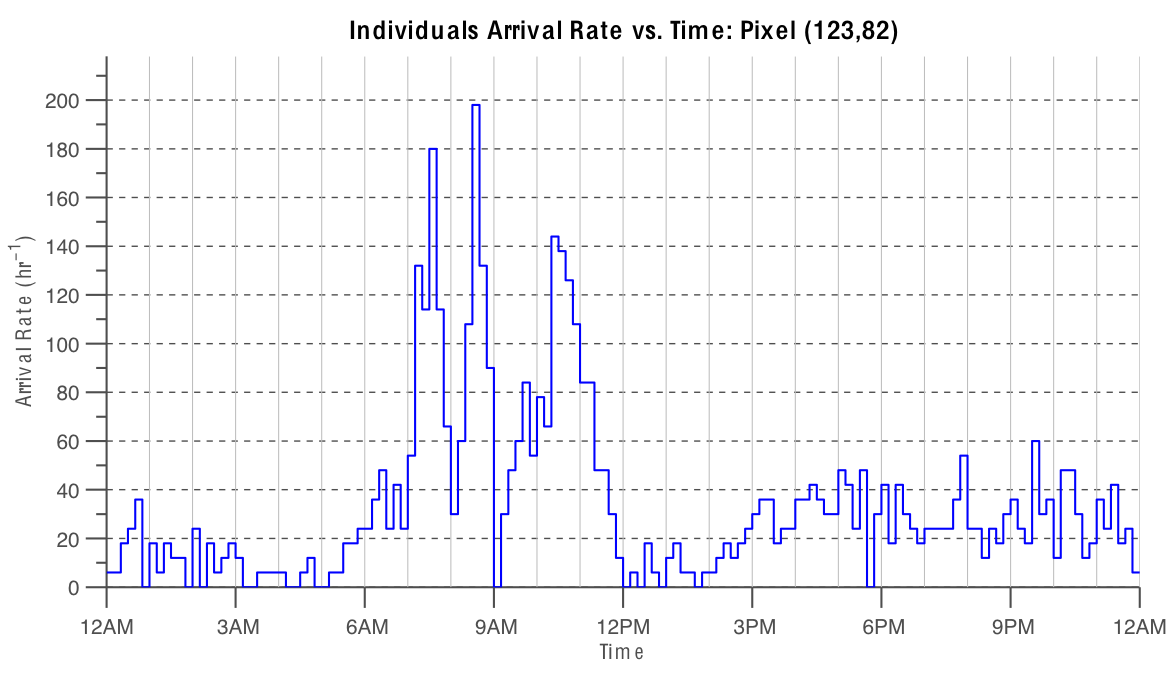 Individuals Arrival Rate vs. Time: Pixel (123,82)
Arrival Rate (hr⁻¹)
200
180
160
140
120
100
80
60
40
20
0
12AM 3AM 6AM 9AM 12PM 3PM 6PM 9PM 12AM
Time